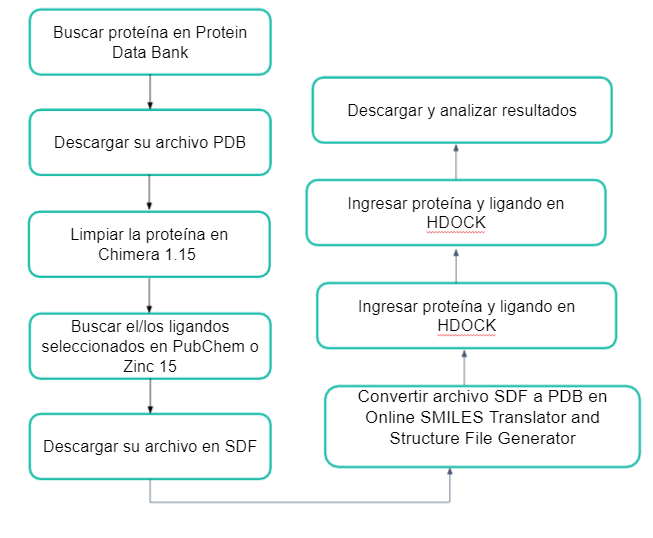 Buscar proteína en Protein
Data Bank
Descargar su archivo PDB
Limpiar la proteína en
Chimera 1.15
Buscar el/los ligandos
seleccionados en PubChem o
Zinc 15
Descargar su archivo en SDF
Convertir archivo SDF a PDB en
Online SMILES Translator and
Structure File Generator
Ingresar proteína y ligando en
HDOCK
Ingresar proteína y ligando en
HDOCK
Descargar y analizar resultados